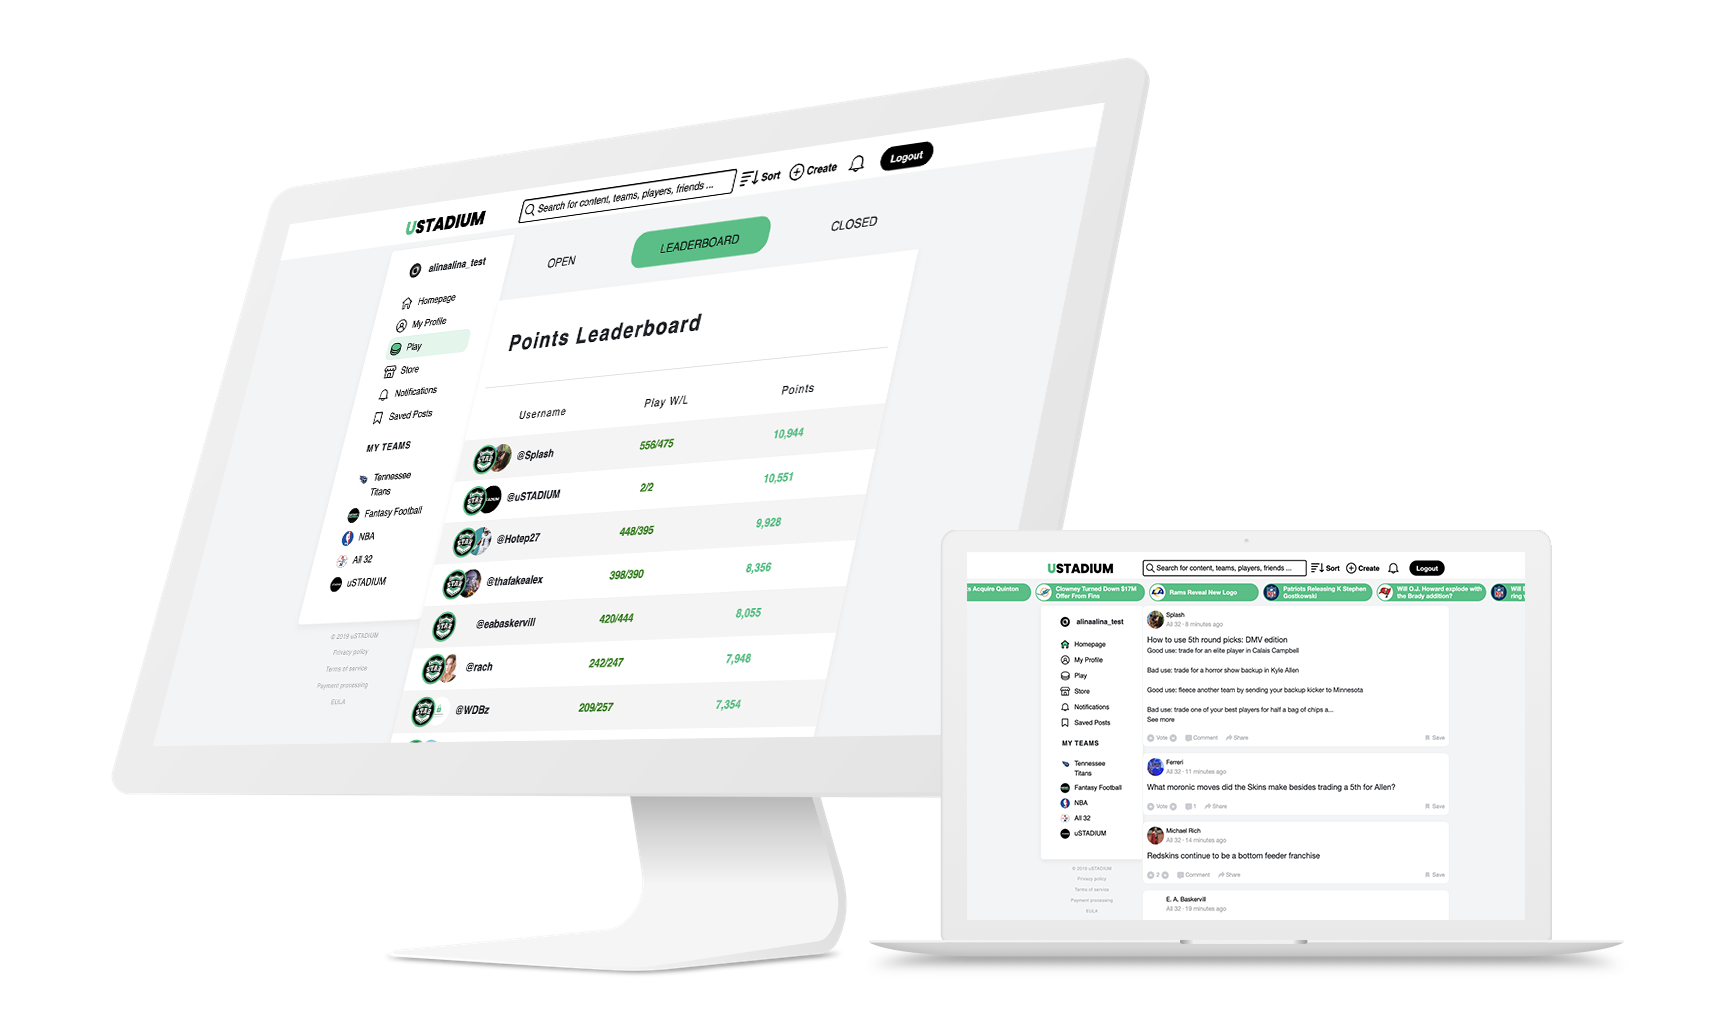 USTADIUM
Search for content, teams, players, friends ...
Sort
Create
Logout
alinaalina_test
Homepage
My Profile
Play
Store
Notifications
Saved Posts
MY TEAMS
Tennessee
Titans
Fantasy Football
NBA
All 32
uSTADIUM
© 2019 uSTADIUM
Privacy policy
Terms of service
Payment processing
EULA
OPEN
LEADERBOARD
CLOSED
Points Leaderboard
Username Play W/L Points
@Splash 556/475 10,944
@uSTADIUM 2/2 10,551
@Hotep27 448/395 9,928
@thafakealex 398/390 8,356
@eabaskervill 420/444 8,055
@rach 242/247 7,948
@WDBz 209/257 7,354
USTADIUM
Search for content, teams, players, friends ...
Sort
Create
Logout
Acquire Quinton
Clowney Turned Down $17M
Offer From Fins
Rams Reveal New Logo
Patriots Releasing K Stephen
Gostkowski
Will O.J. Howard explode with
the Brady addition?
alinaalina_test
Homepage
My Profile
Play
Store
Notifications
Saved Posts
MY TEAMS
Tennessee
Titans
Fantasy Football
NBA
All 32
uSTADIUM
© 2019 uSTADIUM
Privacy policy
Terms of service
Payment processing
EULA
Splash
All 32 · 8 minutes ago
How to use 5th round picks: DMV edition
Good use: trade for an elite player in Calais Campbell
Bad use: trade for a horror show backup in Kyle Allen
Good use: fleece another team by sending your backup kicker to Minnesota
Bad use: trade one of your best players for half a bag of chips a...
See more
Vote Comment Share Save
Ferreri
All 32 · 11 minutes ago
What moronic moves did the Skins make besides trading a 5th for Allen?
Vote 1 Share Save
Michael Rich
All 32 · 14 minutes ago
Redskins continue to be a bottom feeder franchise
2 Comment Share Save
E. A. Baskervill
All 32 · 19 minutes ago